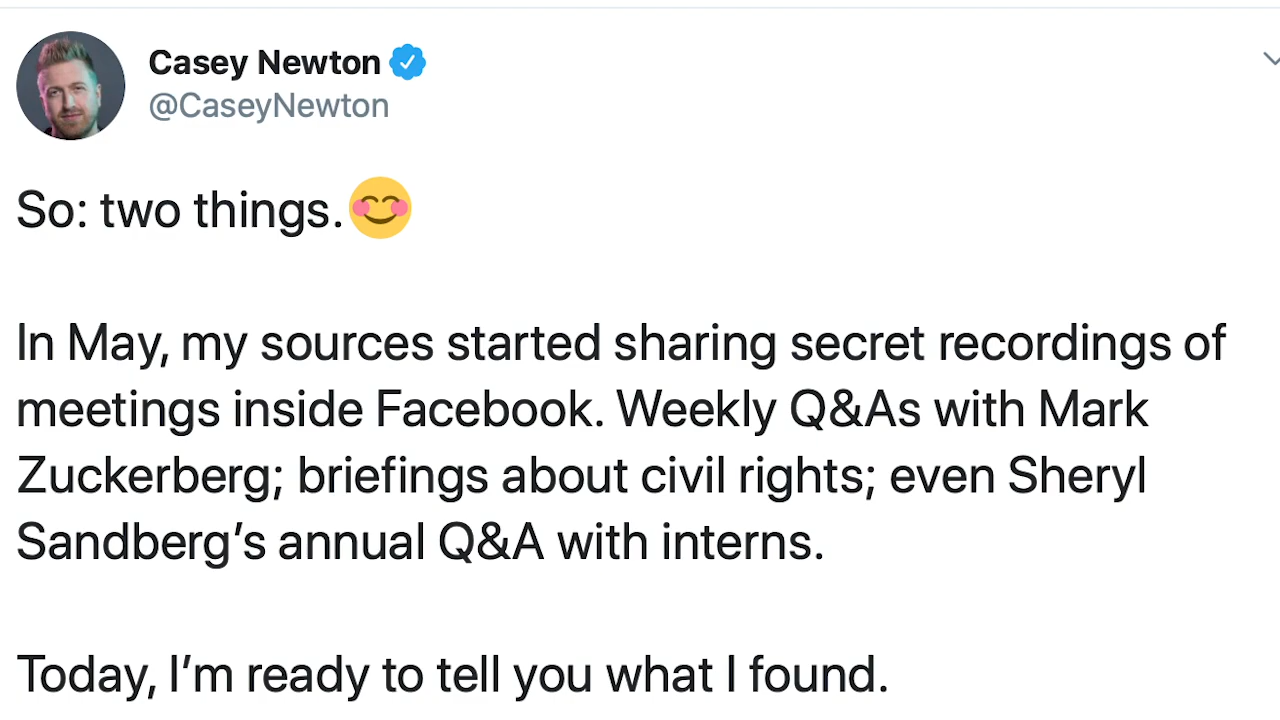 Casey Newton
@CaseyNewton
So: two things.😊
In May, my sources started sharing secret recordings of
meetings inside Facebook. Weekly Q&As with Mark
Zuckerberg; briefings about civil rights; even Sheryl
Sandberg’s annual Q&A with interns.
Today, I’m ready to tell you what I found.